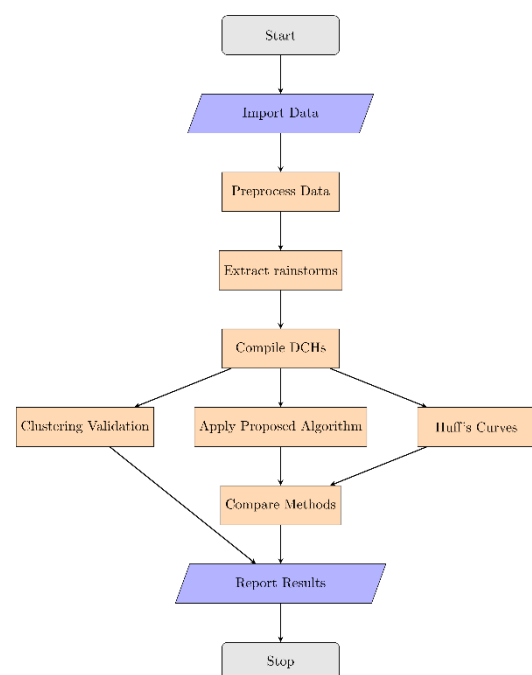 Start
Import Data
Preprocess Data
Extract rainstorms
Compile DCHs
Clustering Validation
Apply Proposed Algorithm
Huff's Curves
Compare Methods
Report Results
Stop